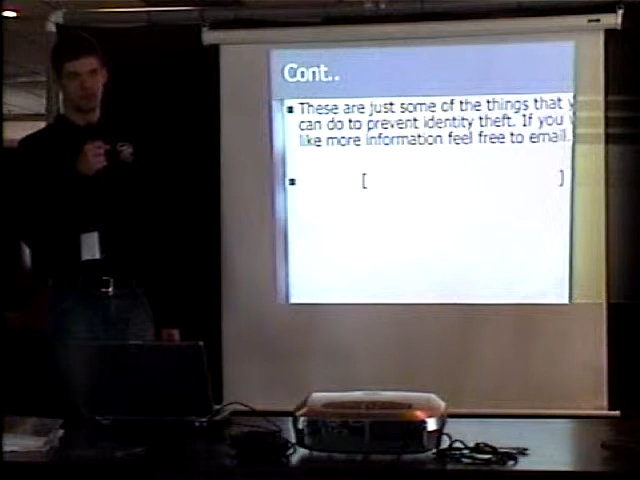 Cont..
▪ These are just some of the things that
can do to prevent identity theft. If you
like more information feel free to email.
▪ [ ]